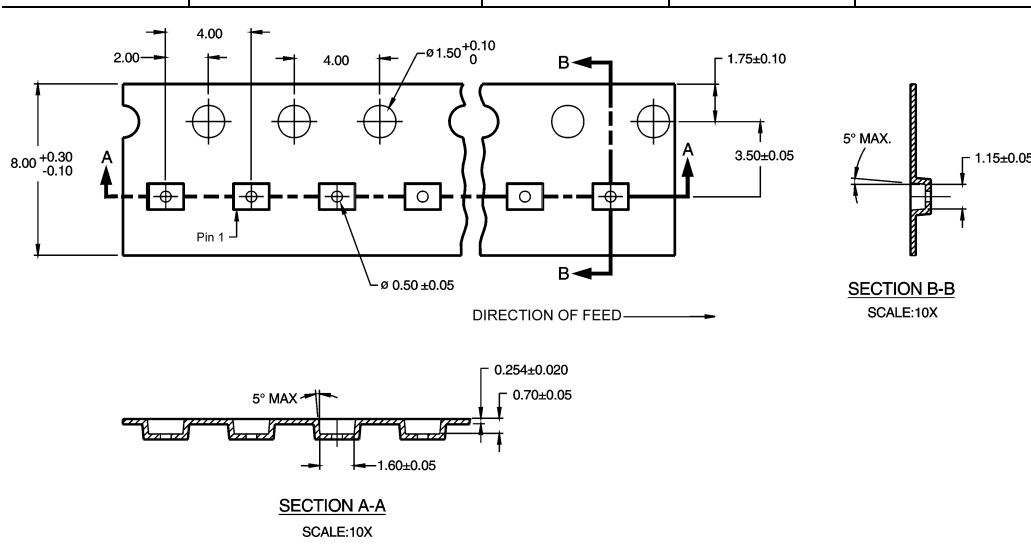 4.00
2.00
4.00
ø1.50 +0.10
0
B
1.75±0.10
8.00 +0.30
-0.10
A
A
3.50±0.05
5° MAX.
1.15±0.05
Pin 1
B
ø 0.50 ±0.05
DIRECTION OF FEED
SECTION B-B
SCALE:10X
0.254±0.020
0.70±0.05
5° MAX
1.60±0.05
SECTION A-A
SCALE:10X